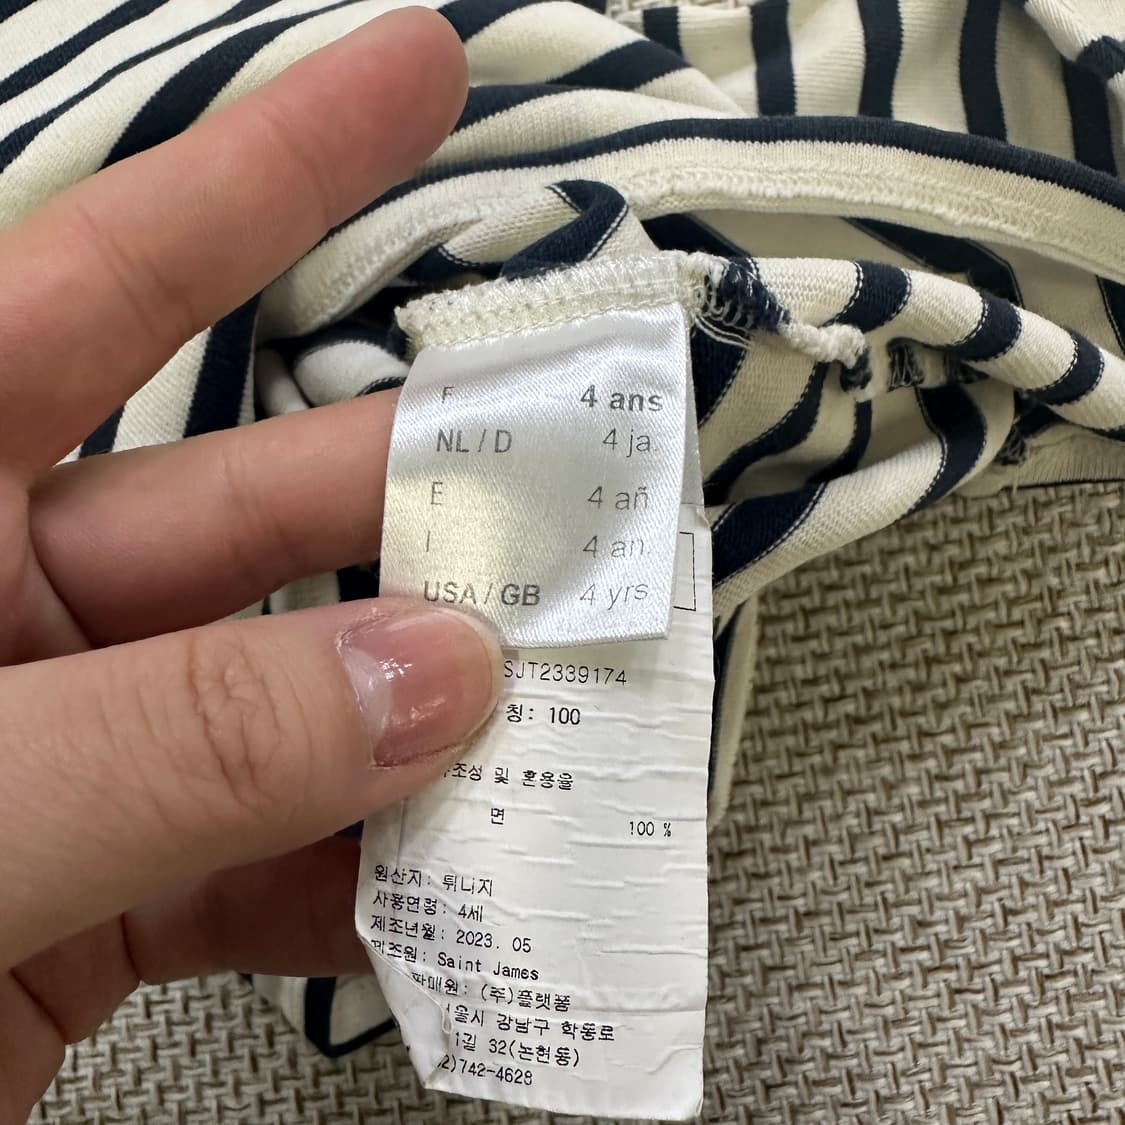 F 4 ans
NL / D 4 ja.
E 4 añ
I 4 an.
USA / GB 4 yrs
SJT2339174
칭: 100
조성 및 혼용율
면 100 %
원산지: 튀니지
사용연령: 4세
제조년월: 2023. 05
제조원: Saint James
판매원: (주)플랫폼
서울시 강남구 학동로
1길 32(논현동)
2)742-4628